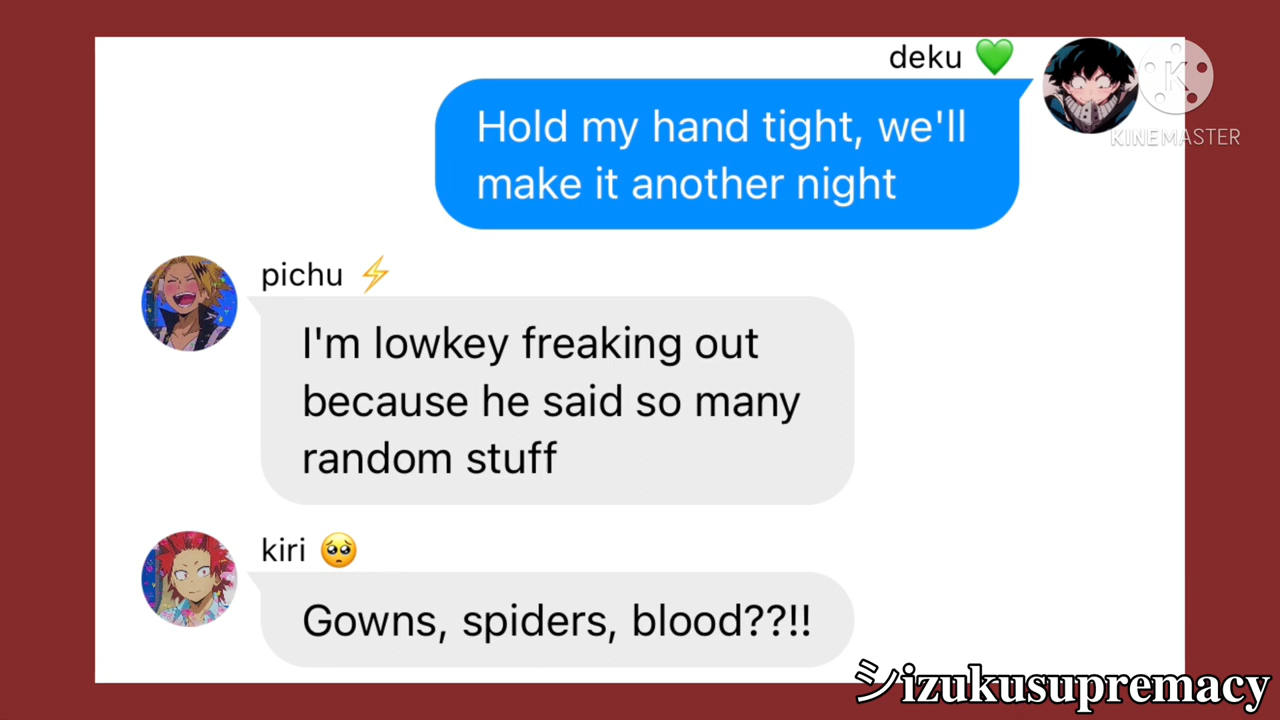 deku 💚
Hold my hand tight, we'll
make it another night
K
KINEMASTER
pichu ⚡
I'm lowkey freaking out
because he said so many
random stuff
kiri 🥺
Gowns, spiders, blood??!!
シizukusupremacy